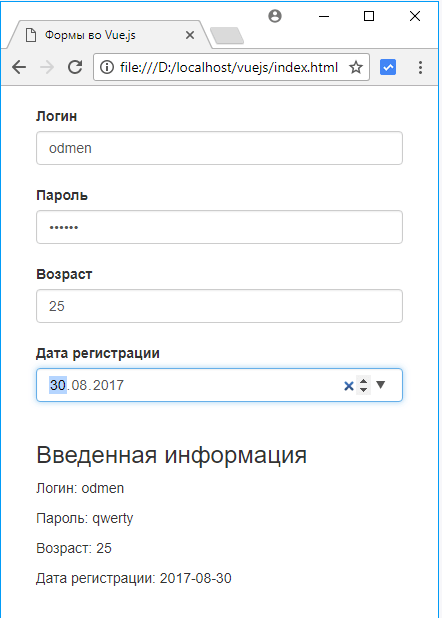 Формы во Vue.js
file:///D:/localhost/vuejs/index.html
Логин
odmen
Пароль
••••••
Возраст
25
Дата регистрации
30.08.2017
Введенная информация
Логин: odmen
Пароль: qwerty
Возраст: 25
Дата регистрации: 2017-08-30